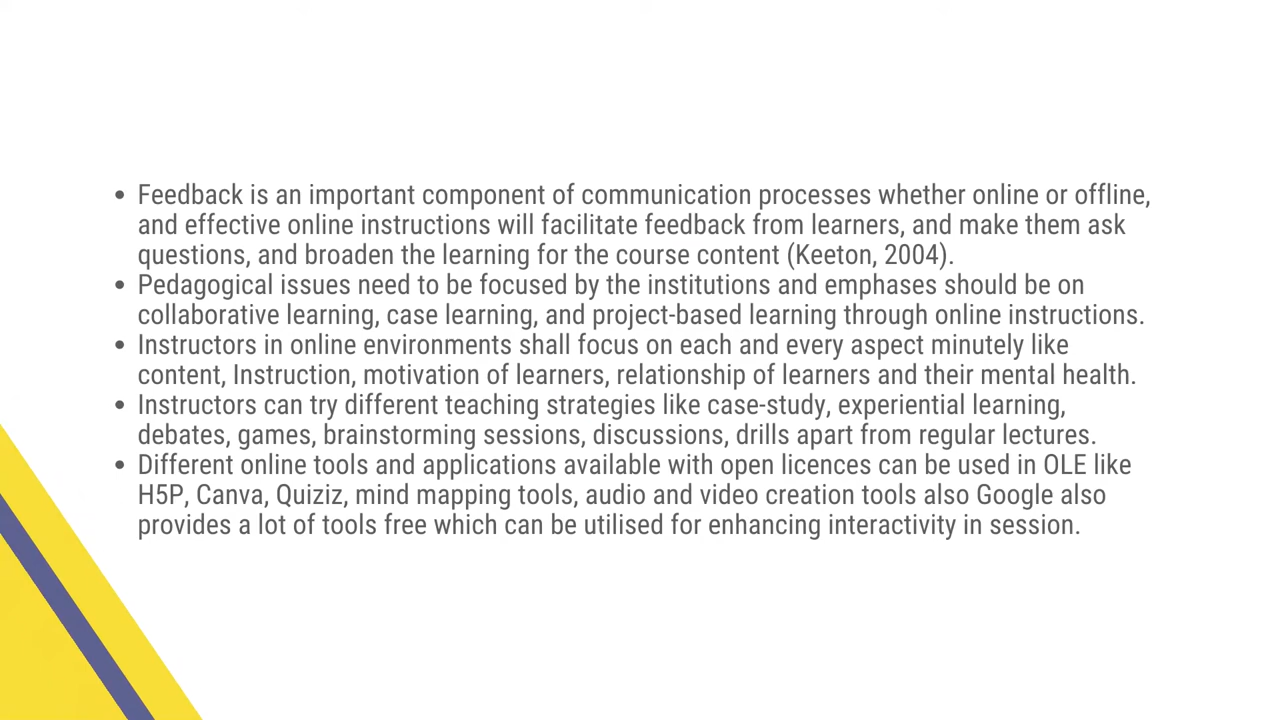 • Feedback is an important component of communication processes whether online or offline,
and effective online instructions will facilitate feedback from learners, and make them ask
questions, and broaden the learning for the course content (Keeton, 2004).
• Pedagogical issues need to be focused by the institutions and emphases should be on
collaborative learning, case learning, and project-based learning through online instructions.
• Instructors in online environments shall focus on each and every aspect minutely like
content, Instruction, motivation of learners, relationship of learners and their mental health.
• Instructors can try different teaching strategies like case-study, experiential learning,
debates, games, brainstorming sessions, discussions, drills apart from regular lectures.
• Different online tools and applications available with open licences can be used in OLE like
H5P, Canva, Quiziz, mind mapping tools, audio and video creation tools also Google also
provides a lot of tools free which can be utilised for enhancing interactivity in session.